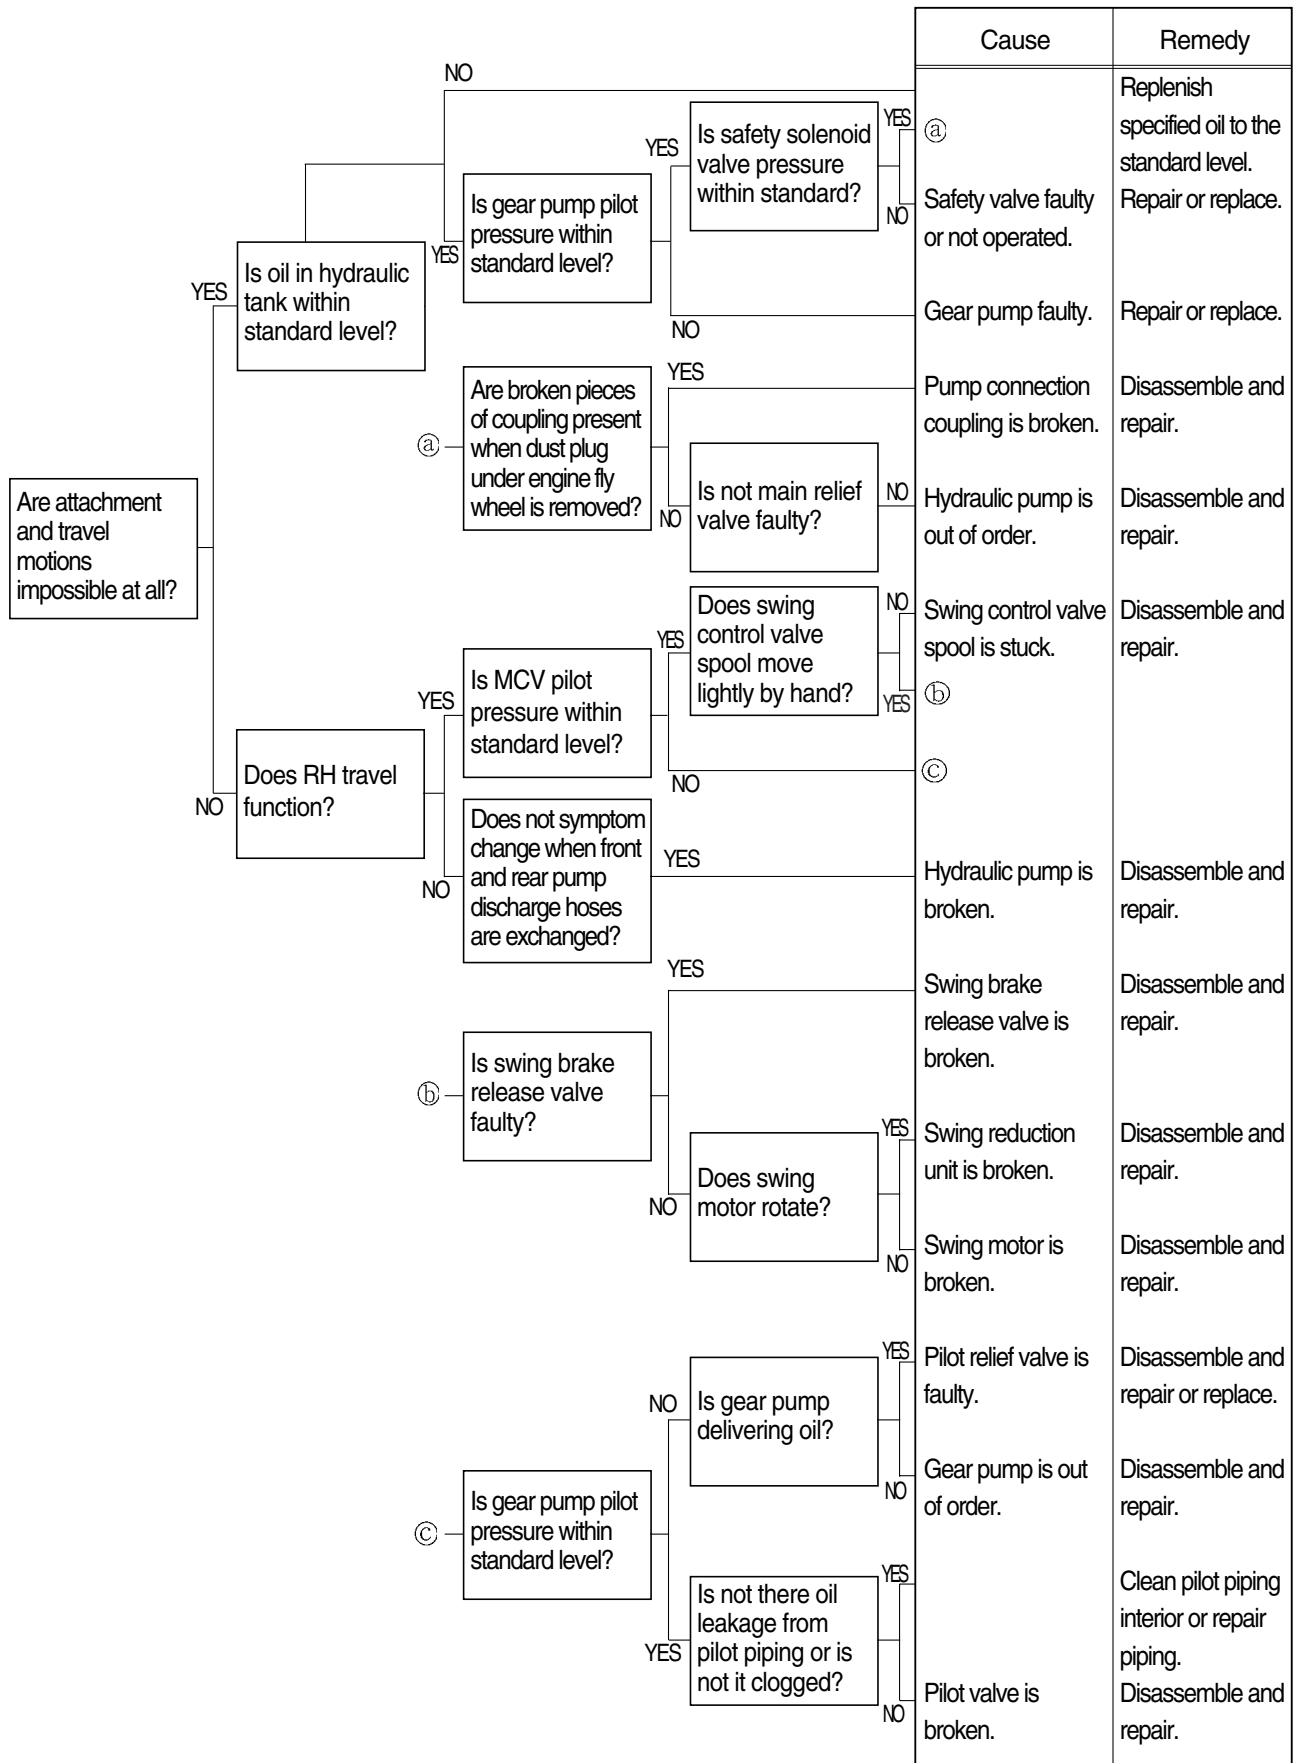 Cause
Remedy
NO
Replenish
specified oil to the
standard level.
YES
Is safety solenoid
valve pressure
within standard?
YES
ⓐ
NO
Safety valve faulty
or not operated.
Repair or replace.
Is gear pump pilot
pressure within
standard level?
YES
YES
Is oil in hydraulic
tank within
standard level?
NO
Gear pump faulty.
Repair or replace.
ⓐ
Are broken pieces
of coupling present
when dust plug
under engine fly
wheel is removed?
YES
Pump connection
coupling is broken.
Disassemble and
repair.
NO
Is not main relief
valve faulty?
NO
Hydraulic pump is
out of order.
Disassemble and
repair.
Are attachment
and travel
motions
impossible at all?
Does swing
control valve
spool move
lightly by hand?
NO
Swing control valve
spool is stuck.
Disassemble and
repair.
YES
YES
ⓑ
YES
Is MCV pilot
pressure within
standard level?
NO
ⓒ
NO
Does RH travel
function?
NO
Does not symptom
change when front
and rear pump
discharge hoses
are exchanged?
YES
Hydraulic pump is
broken.
Disassemble and
repair.
YES
Swing brake
release valve is
broken.
Disassemble and
repair.
ⓑ
Is swing brake
release valve
faulty?
NO
Does swing
motor rotate?
YES
Swing reduction
unit is broken.
Disassemble and
repair.
NO
Swing motor is
broken.
Disassemble and
repair.
NO
Is gear pump
delivering oil?
YES
Pilot relief valve is
faulty.
Disassemble and
repair or replace.
NO
Gear pump is out
of order.
Disassemble and
repair.
ⓒ
Is gear pump pilot
pressure within
standard level?
YES
Is not there oil
leakage from
pilot piping or is
not it clogged?
YES
Clean pilot piping
interior or repair
piping.
NO
Pilot valve is
broken.
Disassemble and
repair.